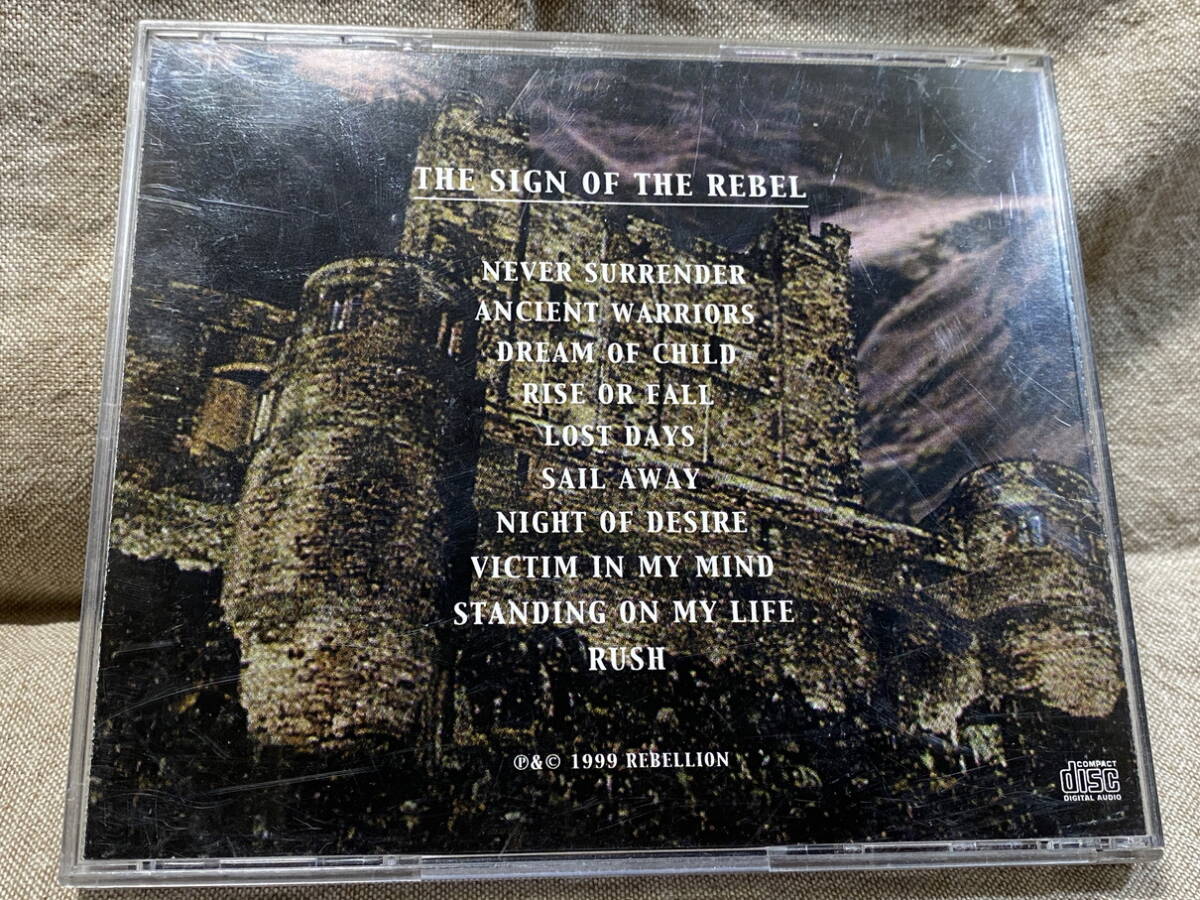 THE SIGN OF THE REBEL
NEVER SURRENDER
ANCIENT WARRIORS
DREAM OF CHILD
RISE OR FALL
LOST DAYS
SAIL AWAY
NIGHT OF DESIRE
VICTIM IN MY MIND
STANDING ON MY LIFE
RUSH
℗&© 1999 REBELLION
COMPACT
disc
DIGITAL AUDIO